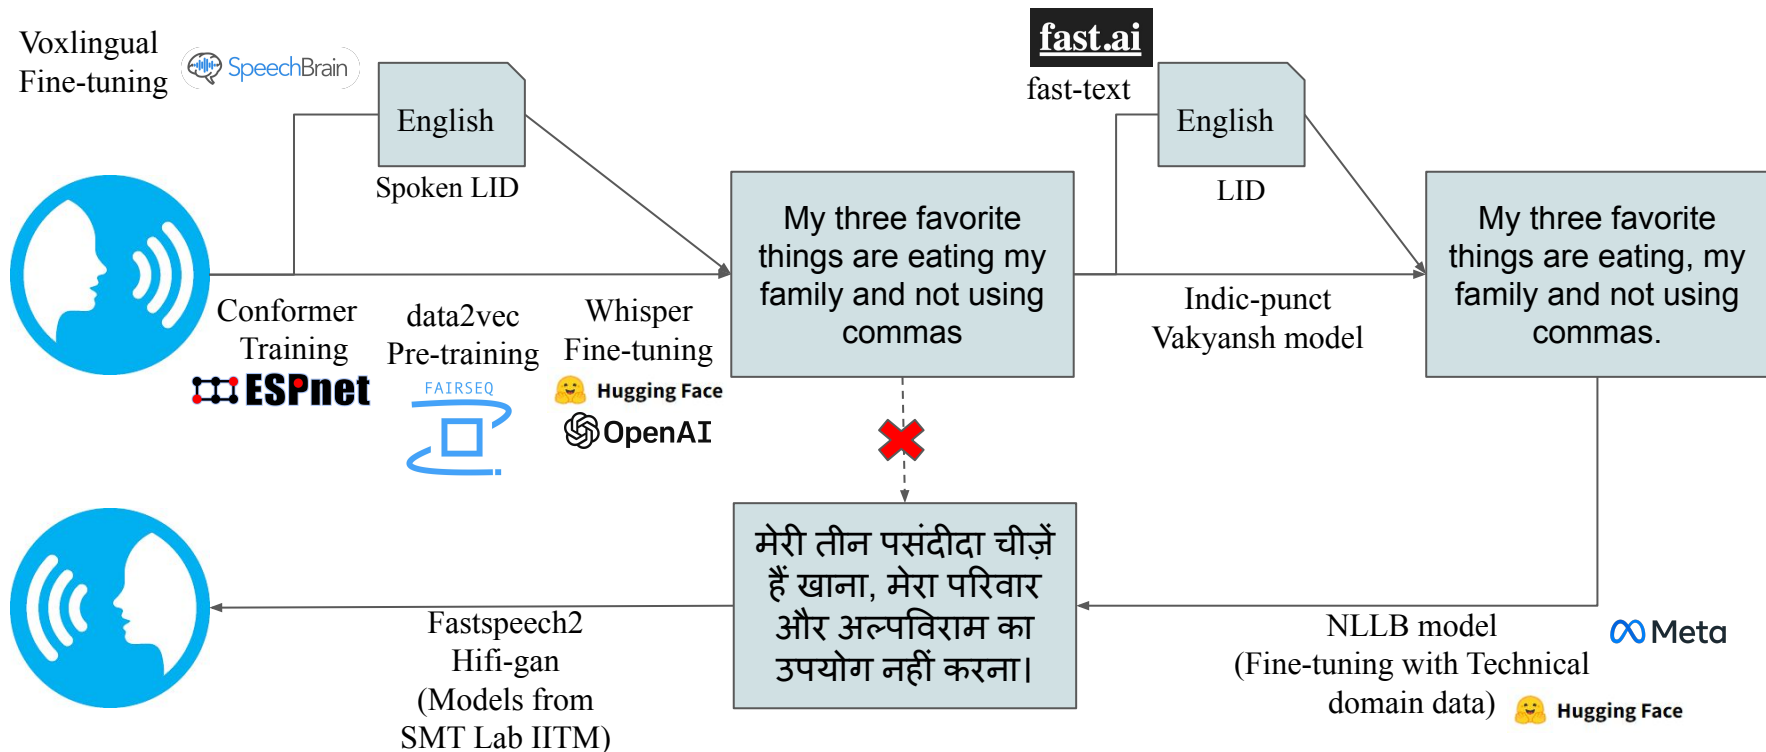 Voxlingual
Fine-tuning
SpeechBrain
English
Spoken LID
fast.ai
fast-text
English
LID
My three favorite
things are eating my
family and not using
commas
My three favorite
things are eating, my
family and not using
commas.
Conformer
Training
ESPnet
data2vec
Pre-training
FAIRSEQ
Whisper
Fine-tuning
Hugging Face
OpenAI
Indic-punct
Vakyansh model
मेरी तीन पसंदीदा चीज़ें
हैं खाना, मेरा परिवार
और अल्पविराम का
उपयोग नहीं करना।
Fastspeech2
Hifi-gan
(Models from
SMT Lab IITM)
NLLB model
(Fine-tuning with Technical
domain data)
Meta
Hugging Face